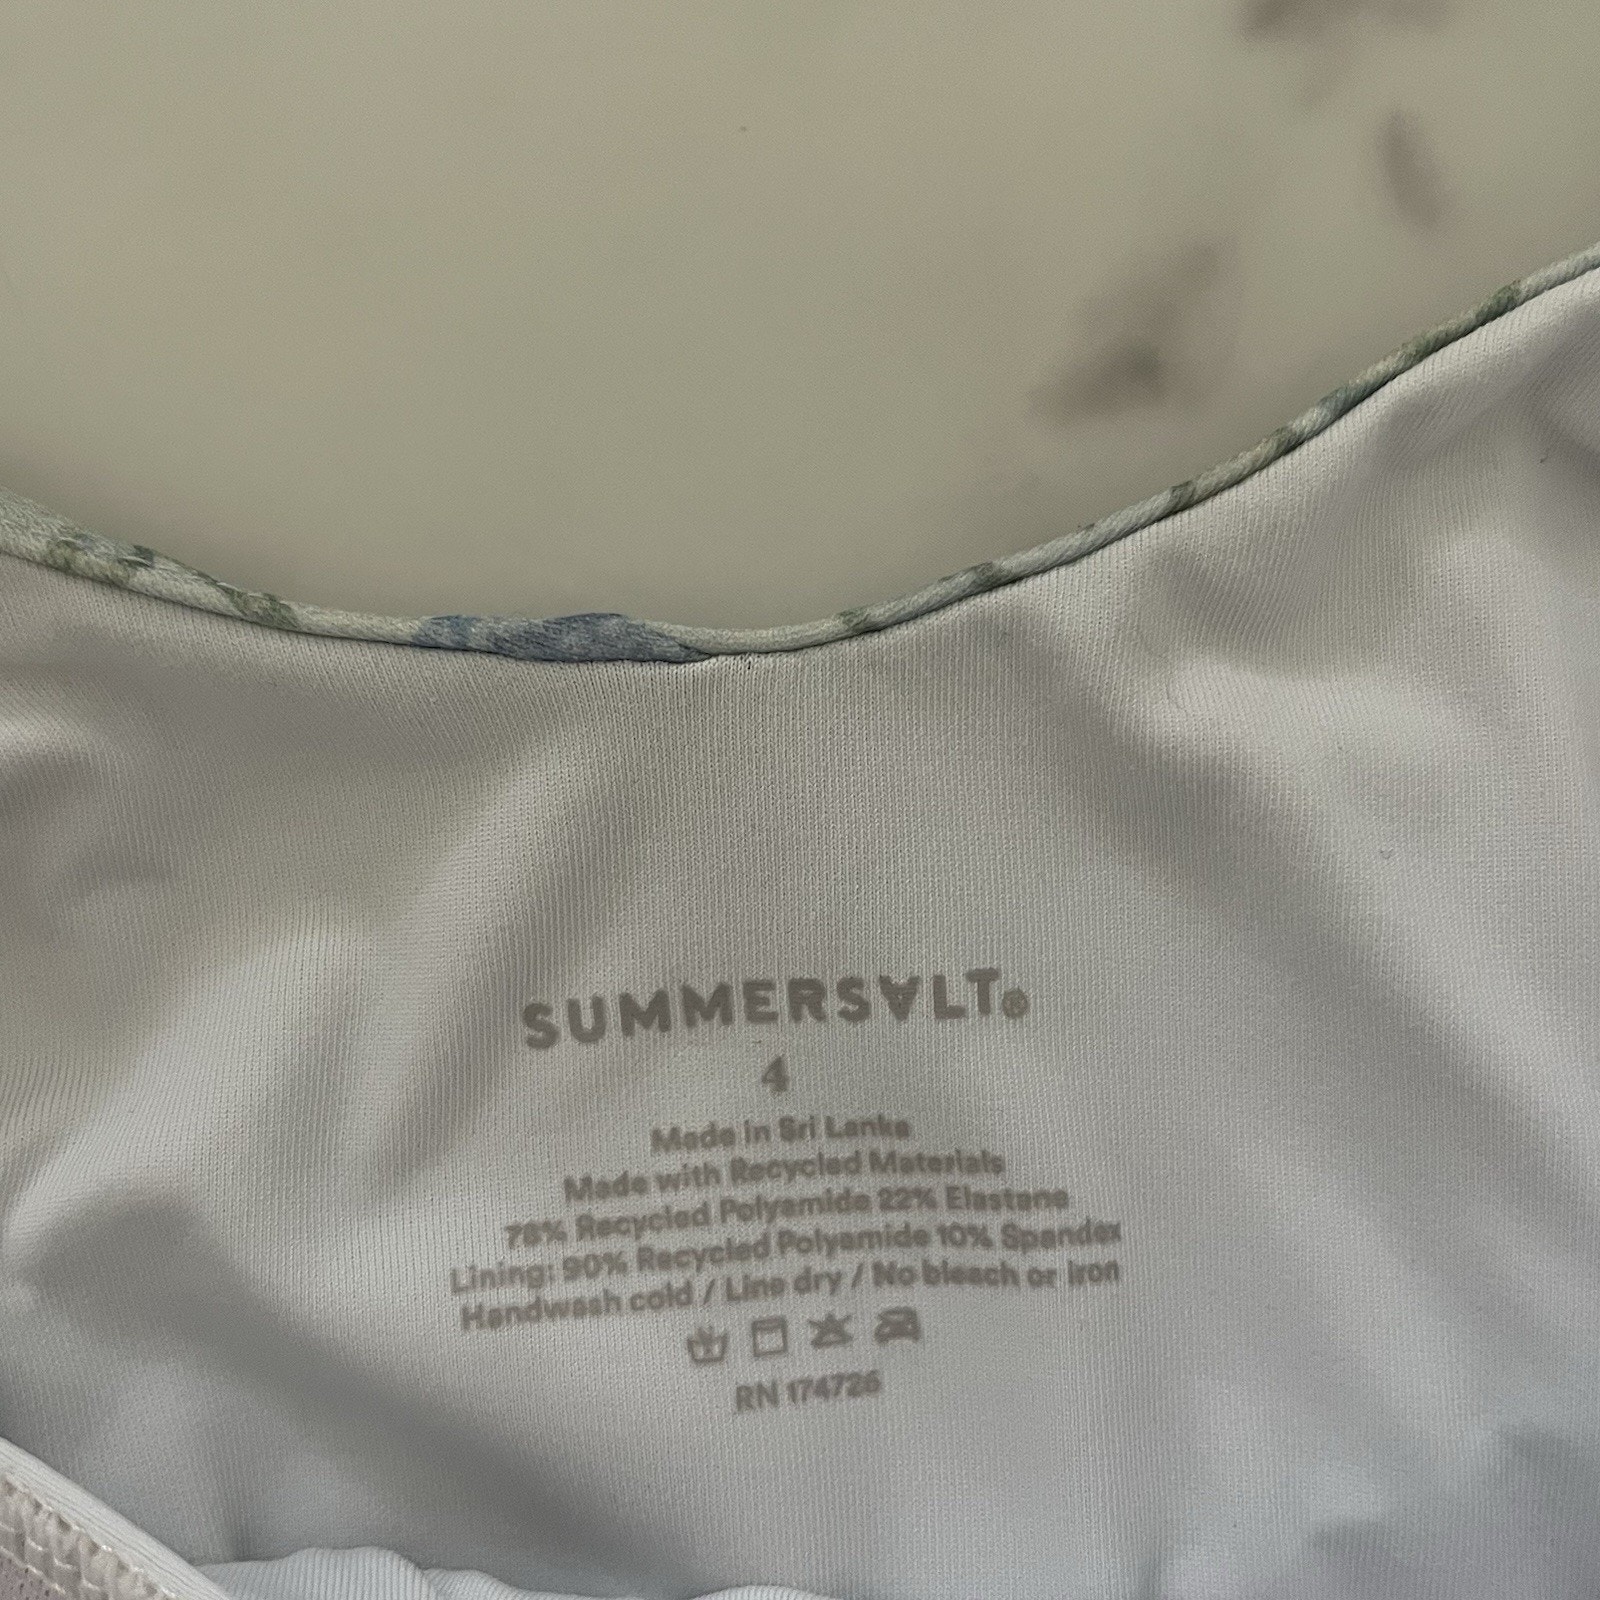 SUMMERSALT®
4
Made in Sri Lanka
Made with Recycled Materials
78% Recycled Polyamide 22% Elastane
Lining: 90% Recycled Polyamide 10% Spandex
Handwash cold / Line dry / No bleach or iron
RN 174726